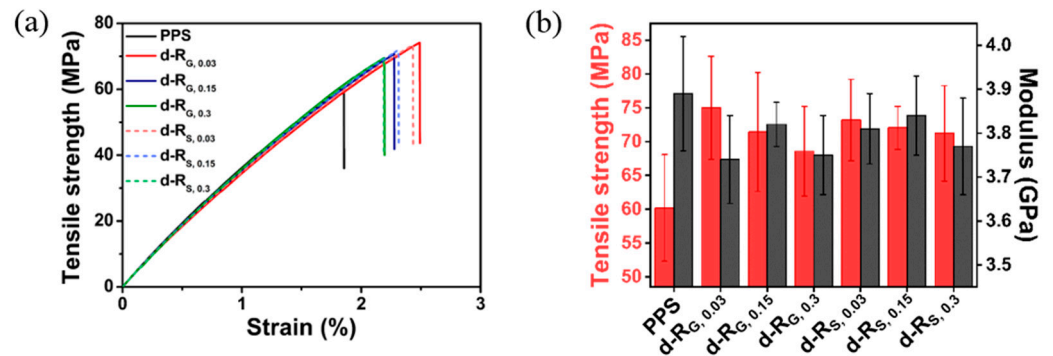 (a)
Tensile strength (MPa)
80
60
40
20
0
PPS
d-RG, 0.03
d-RG, 0.15
d-RG, 0.3
d-RS, 0.03
d-RS, 0.15
d-RS, 0.3
0
1
2
3
Strain (%)
(b)
Tensile strength (MPa)
85
80
75
70
65
60
55
50
4.0
3.9
3.8
3.7
3.6
3.5
Modulus (GPa)
PPS
d-RG, 0.03
d-RG, 0.15
d-RG, 0.3
d-RS, 0.03
d-RS, 0.15
d-RS, 0.3